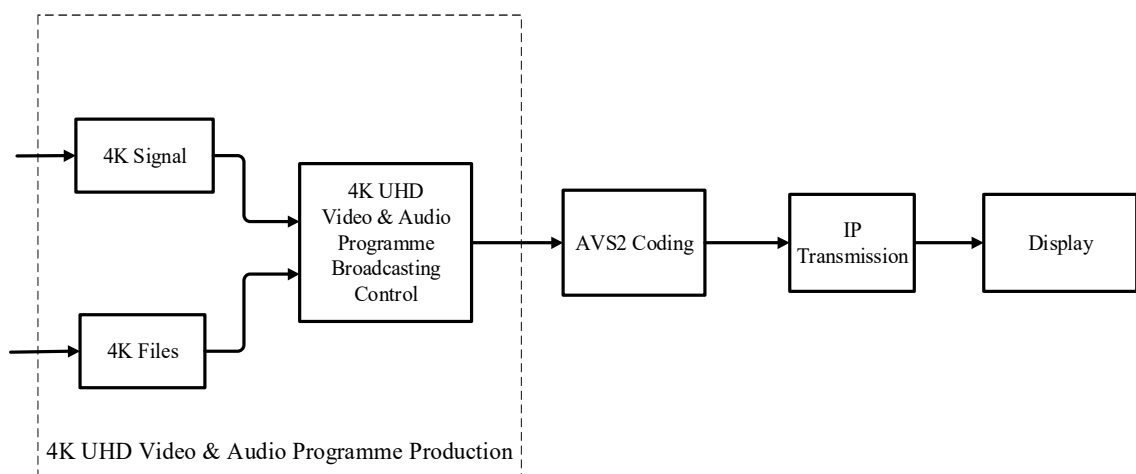 4K Signal
4K Files
4K UHD
Video & Audio
Programme
Broadcasting
Control
AVS2 Coding
IP
Transmission
Display
4K UHD Video & Audio Programme Production